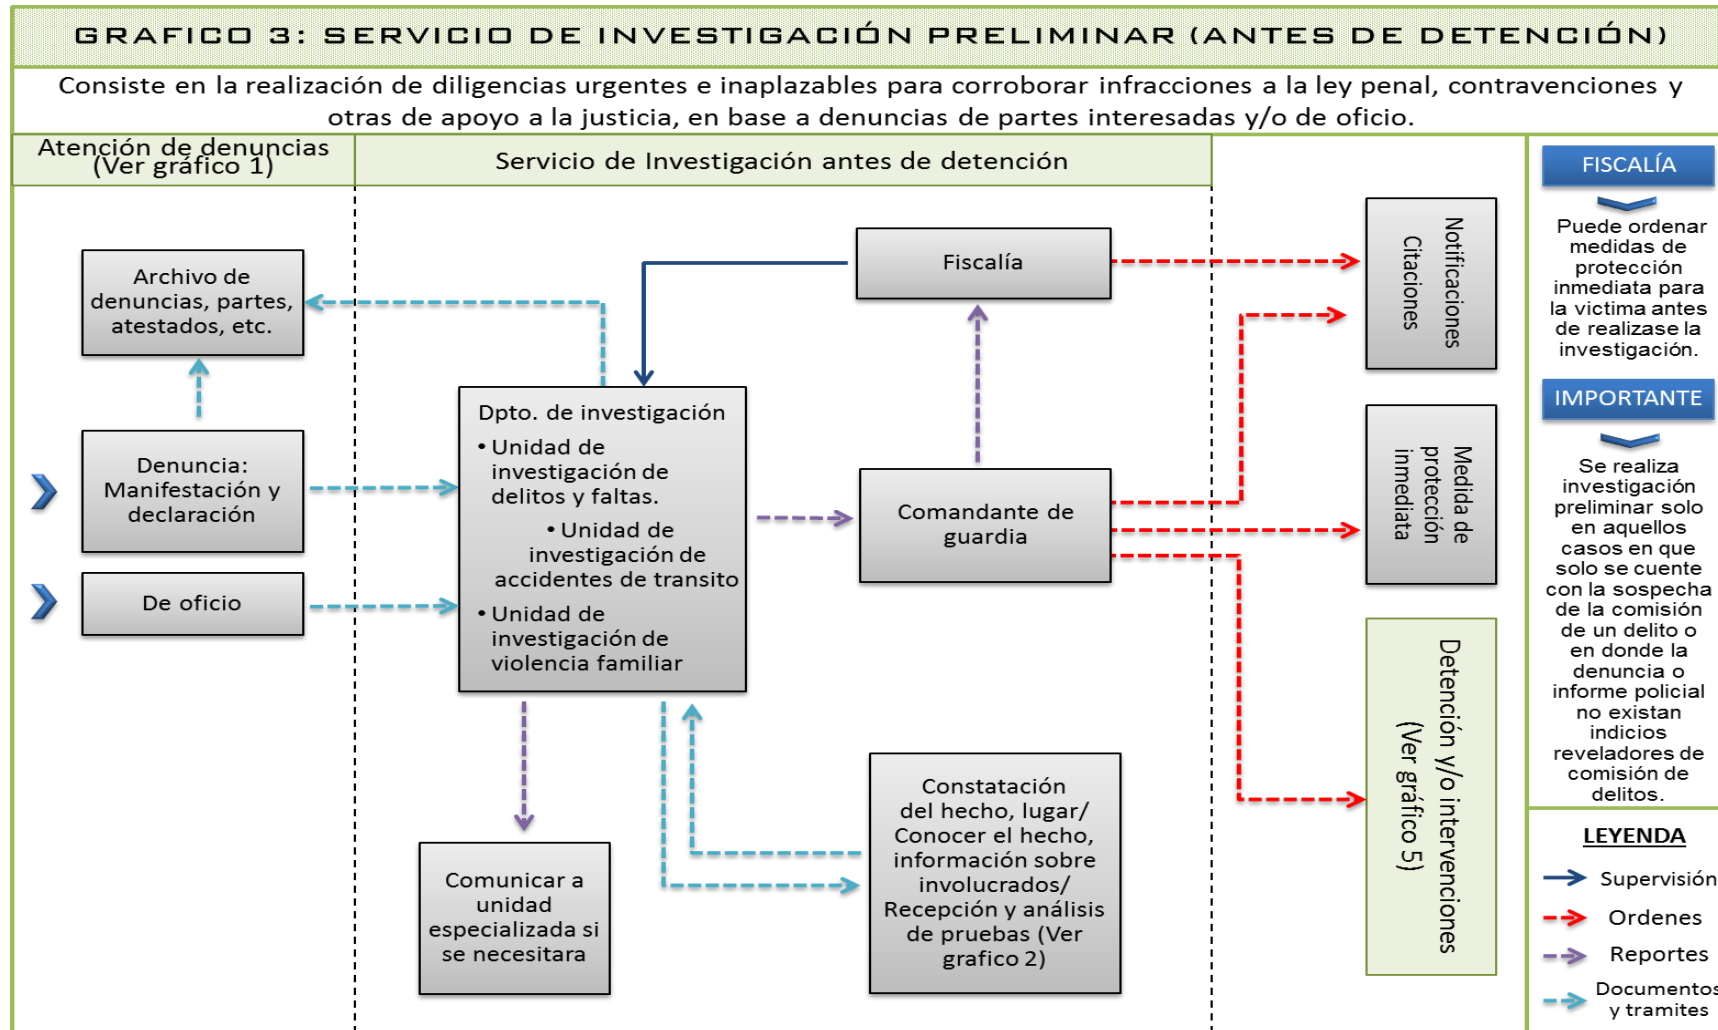 GRAFICO 3: SERVICIO DE INVESTIGACIÓN PRELIMINAR (ANTES DE DETENCIÓN)
Consiste en la realización de diligencias urgentes e inaplazables para corroborar infracciones a la ley penal, contravenciones y
otras de apoyo a la justicia, en base a denuncias de partes interesadas y/o de oficio.
Atención de denuncias
(Ver gráfico 1)
Servicio de Investigación antes de detención
Archivo de
denuncias, partes,
atestados, etc.
Denuncia:
Manifestación y
declaración
De oficio
Dpto. de investigación
• Unidad de
investigación de
delitos y faltas.
• Unidad de
investigación de
accidentes de transito
• Unidad de
investigación de
violencia familiar
Comunicar a
unidad
especializada si
se necesitara
Fiscalía
Comandante de
guardia
Constatación
del hecho, lugar/
Conocer el hecho,
información sobre
involucrados/
Recepción y análisis
de pruebas (Ver
grafico 2)
Notificaciones
Citaciones
Medida de
protección
inmediata
Detención y/o intervenciones
(Ver gráfico 5)
FISCALÍA
Puede ordenar
medidas de
protección
inmediata para
la victima antes
de realizase la
investigación.
IMPORTANTE
Se realiza
investigación
preliminar solo
en aquellos
casos en que
solo se cuente
con la sospecha
de la comisión
de un delito o
en donde la
denuncia o
informe policial
no existan
indicios
reveladores de
comisión de
delitos.
LEYENDA
Supervisión
Ordenes
Reportes
Documentos
y tramites